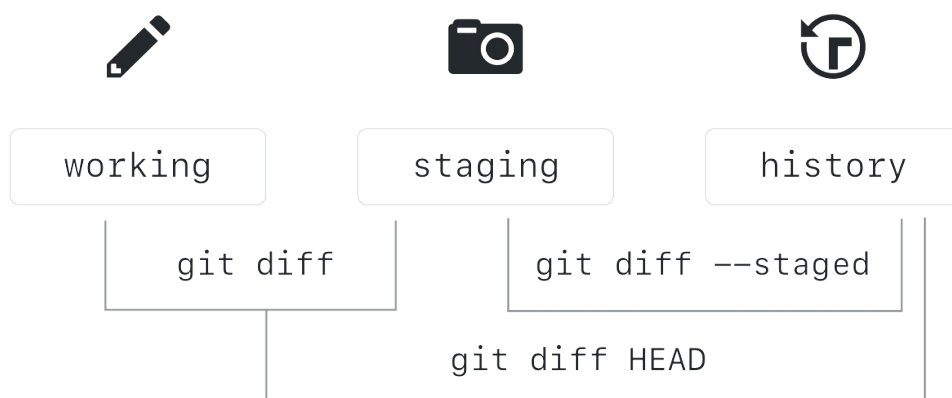 working staging history
git diff git diff --staged
git diff HEAD